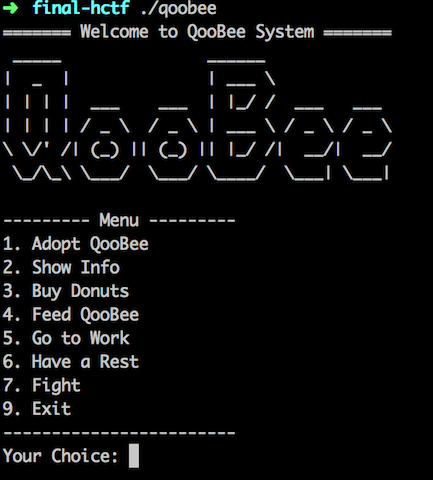 ➜ final-hctf ./qoobee
======= Welcome to QooBee System =======
QooBee
--------- Menu ---------
1. Adopt QooBee
2. Show Info
3. Buy Donuts
4. Feed QooBee
5. Go to Work
6. Have a Rest
7. Fight
9. Exit
------------------------
Your Choice: